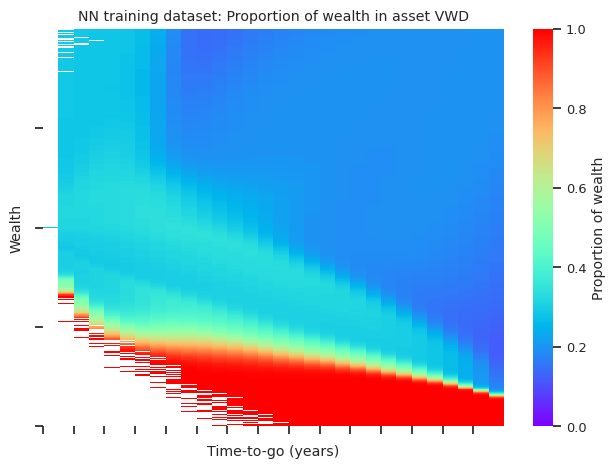 NN training dataset: Proportion of wealth in asset VWD
Wealth
Time-to-go (years)
1.0
0.8
0.6
0.4
0.2
0.0
Proportion of wealth